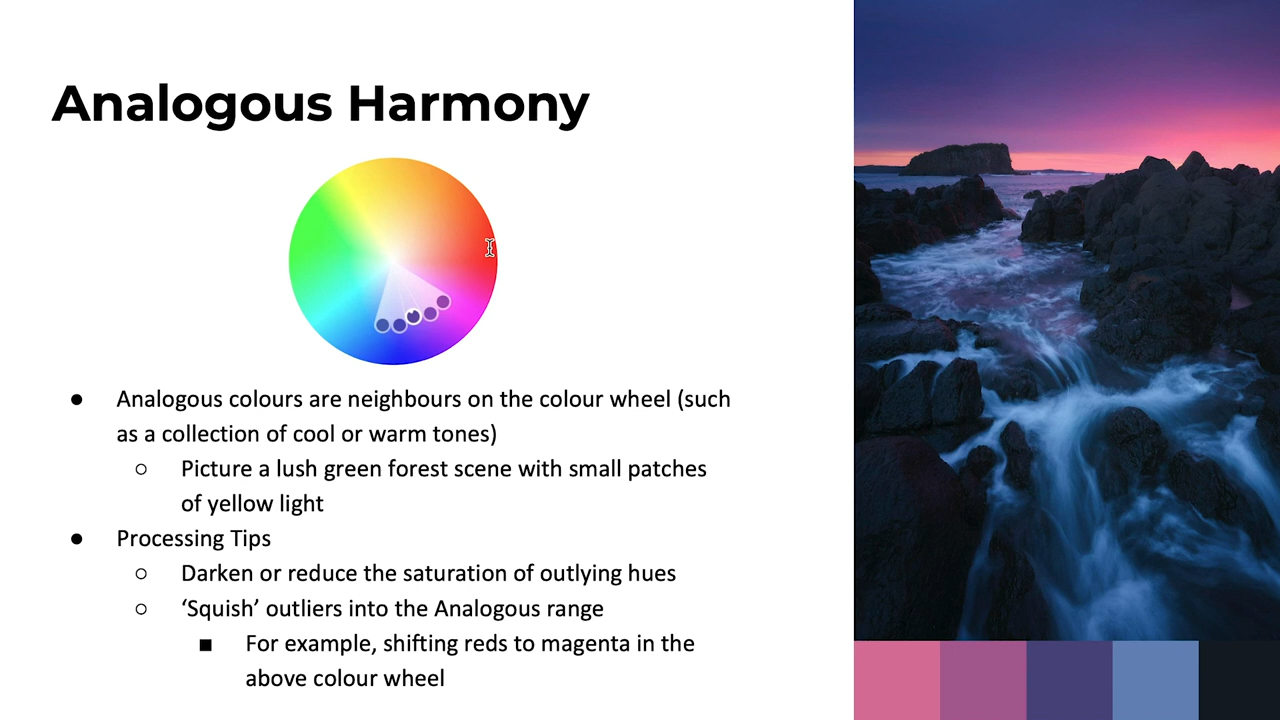 Analogous Harmony
● Analogous colours are neighbours on the colour wheel (such
as a collection of cool or warm tones)
○ Picture a lush green forest scene with small patches
of yellow light
● Processing Tips
○ Darken or reduce the saturation of outlying hues
○ ‘Squish’ outliers into the Analogous range
■ For example, shifting reds to magenta in the
above colour wheel